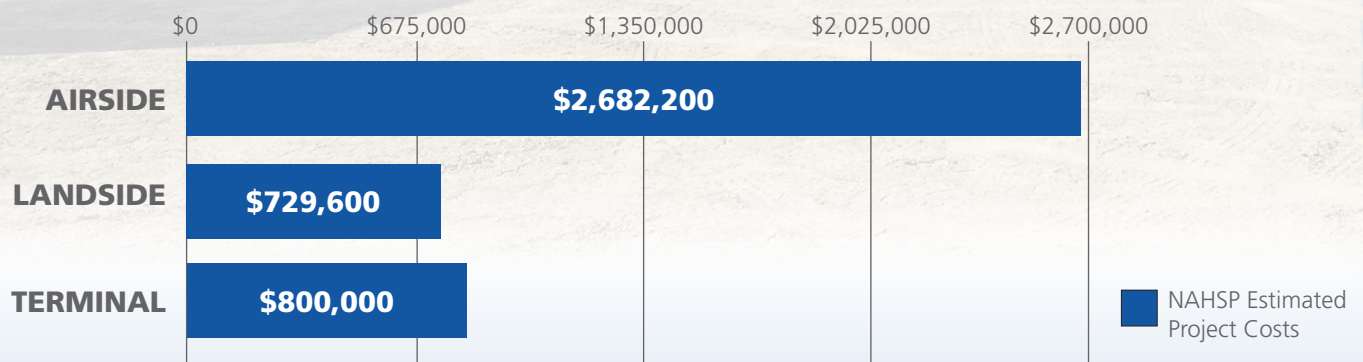 $0 $675,000 $1,350,000 $2,025,000 $2,700,000
AIRSIDE $2,682,200
LANDSIDE $729,600
TERMINAL $800,000
NAHSP Estimated
Project Costs